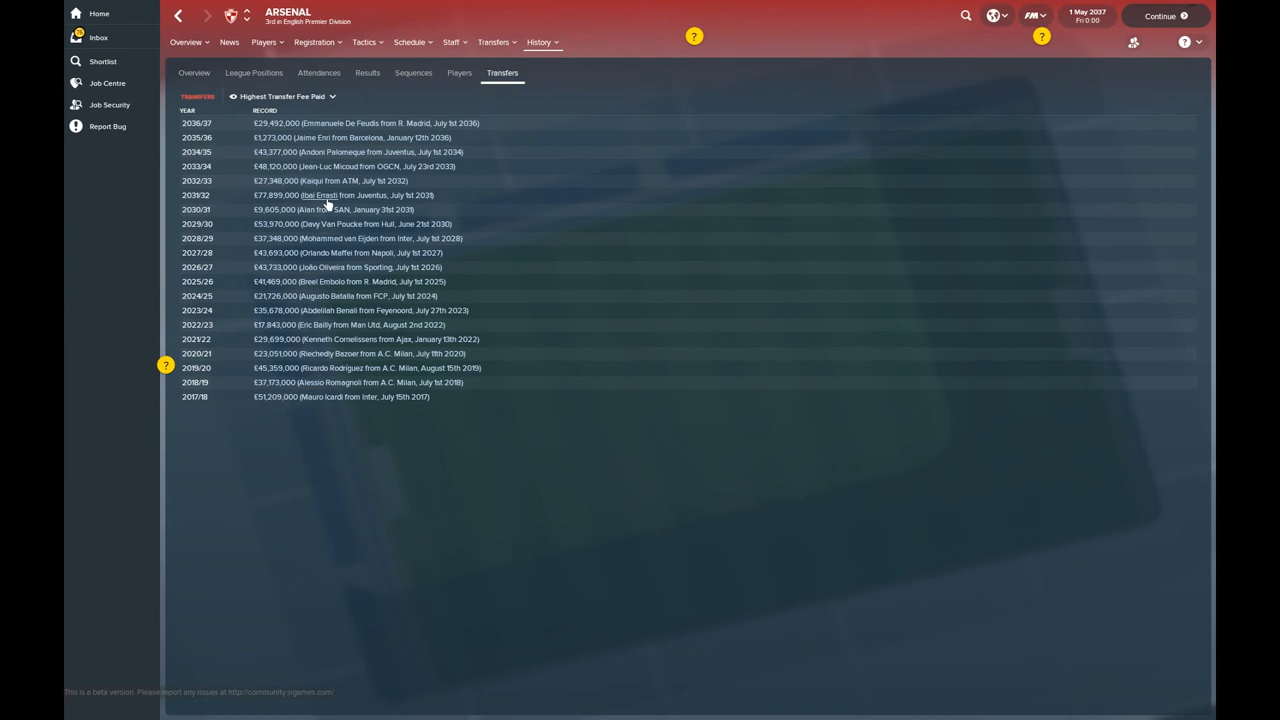 Home
Inbox
Shortlist
Job Centre
Job Security
Report Bug
ARSENAL
3rd in English Premier Division
FM
1 May 2037
Fri 0:00
Continue
Overview
News
Players
Registration
Tactics
Schedule
Staff
Transfers
History
?
?
?
Overview
League Positions
Attendances
Results
Sequences
Players
Transfers
TRANSFERS
Highest Transfer Fee Paid
YEAR RECORD
2036/37 £29,492,000 (Emmanuele De Feudis from R. Madrid, July 1st 2036)
2035/36 £1,273,000 (Jaime Enri from Barcelona, January 12th 2036)
2034/35 £43,377,000 (Andoni Palomeque from Juventus, July 1st 2034)
2033/34 £48,120,000 (Jean-Luc Micoud from OGCN, July 23rd 2033)
2032/33 £27,348,000 (Kaiqui from ATM, July 1st 2032)
2031/32 £77,899,000 (Ibai Errasti from Juventus, July 1st 2031)
2030/31 £9,605,000 (Alan from SAN, January 31st 2031)
2029/30 £53,970,000 (Davy Van Poucke from Hull, June 21st 2030)
2028/29 £37,348,000 (Mohammed van Eijden from Inter, July 1st 2028)
2027/28 £43,693,000 (Orlando Maffei from Napoli, July 1st 2027)
2026/27 £43,733,000 (João Oliveira from Sporting, July 1st 2026)
2025/26 £41,469,000 (Breel Embolo from R. Madrid, July 1st 2025)
2024/25 £21,726,000 (Augusto Batalla from FCP, July 1st 2024)
2023/24 £35,678,000 (Abdelilah Benali from Feyenoord, July 27th 2023)
2022/23 £17,843,000 (Eric Bailly from Man Utd, August 2nd 2022)
2021/22 £29,699,000 (Kenneth Cornelissens from Ajax, January 13th 2022)
2020/21 £23,051,000 (Riechedly Bazoer from A.C. Milan, July 11th 2020)
?
2019/20 £45,359,000 (Ricardo Rodríguez from A.C. Milan, August 15th 2019)
2018/19 £37,173,000 (Alessio Romagnoli from A.C. Milan, July 1st 2018)
2017/18 £51,209,000 (Mauro Icardi from Inter, July 15th 2017)
This is a beta version. Please report any issues at http://community.sigames.com/